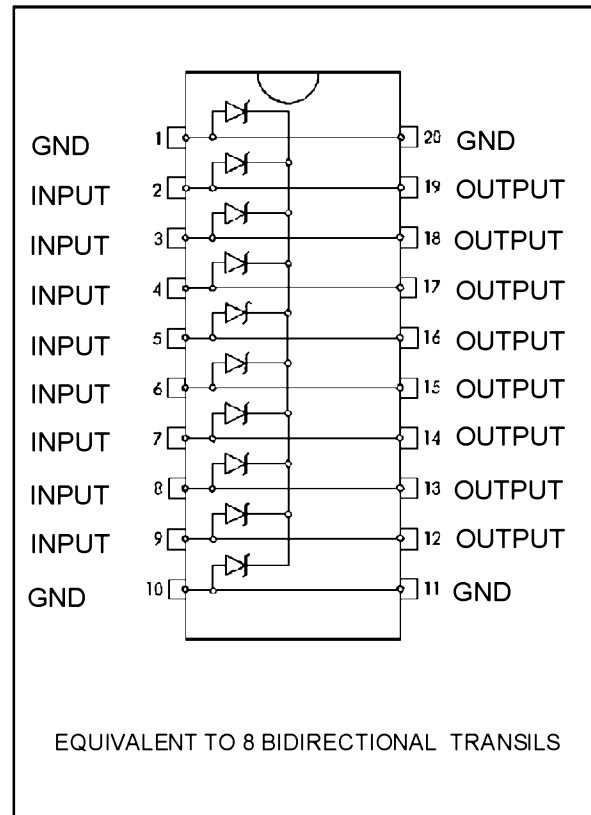 GND 1 20 GND
INPUT 2 19 OUTPUT
INPUT 3 18 OUTPUT
INPUT 4 17 OUTPUT
INPUT 5 16 OUTPUT
INPUT 6 15 OUTPUT
INPUT 7 14 OUTPUT
INPUT 8 13 OUTPUT
INPUT 9 12 OUTPUT
GND 10 11 GND
EQUIVALENT TO 8 BIDIRECTIONAL TRANSILS